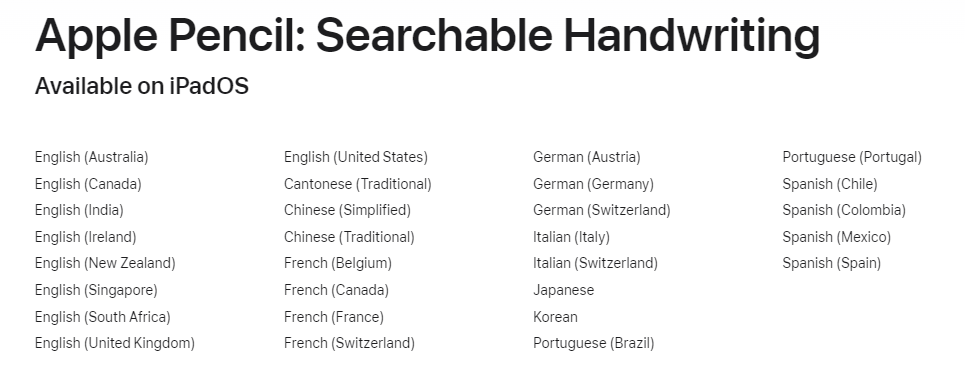 Apple Pencil: Searchable Handwriting
Available on iPadOS
English (Australia)
English (Canada)
English (India)
English (Ireland)
English (New Zealand)
English (Singapore)
English (South Africa)
English (United Kingdom)
English (United States)
Cantonese (Traditional)
Chinese (Simplified)
Chinese (Traditional)
French (Belgium)
French (Canada)
French (France)
French (Switzerland)
German (Austria)
German (Germany)
German (Switzerland)
Italian (Italy)
Italian (Switzerland)
Japanese
Korean
Portuguese (Brazil)
Portuguese (Portugal)
Spanish (Chile)
Spanish (Colombia)
Spanish (Mexico)
Spanish (Spain)